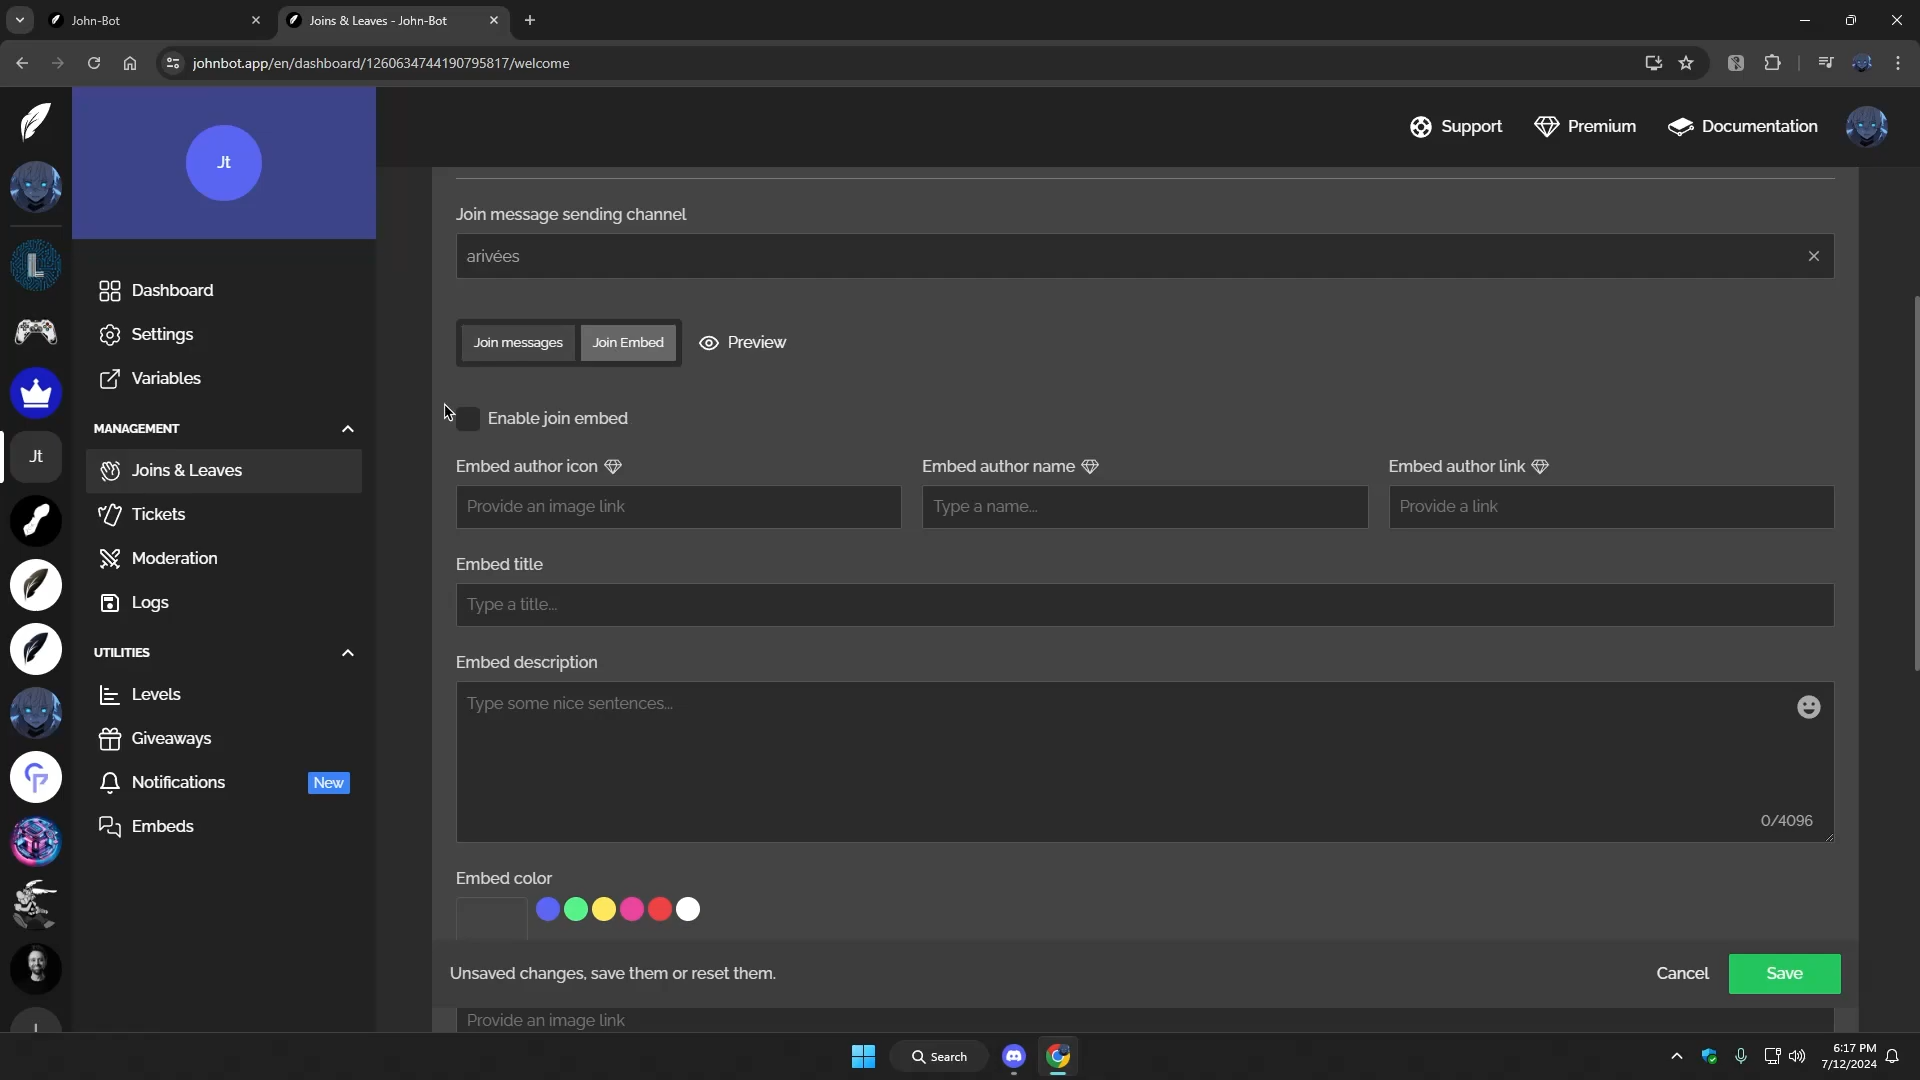 John-Bot
Joins & Leaves - John-Bot
johnbot.app/en/dashboard/1260634744190795817/welcome
Jt
Support
Premium
Documentation
L
Jt
Dashboard
Settings
Variables
MANAGEMENT
Joins & Leaves
Tickets
Moderation
Logs
UTILITIES
Levels
Giveaways
Notifications New
Embeds
Join message sending channel
arivées
Join messages Join Embed Preview
Enable join embed
Embed author icon Embed author name Embed author link
Provide an image link Type a name... Provide a link
Embed title
Type a title...
Embed description
Type some nice sentences...
0/4096
Embed color
Unsaved changes, save them or reset them. Cancel Save
Provide an image link
Search
6:17 PM
7/12/2024